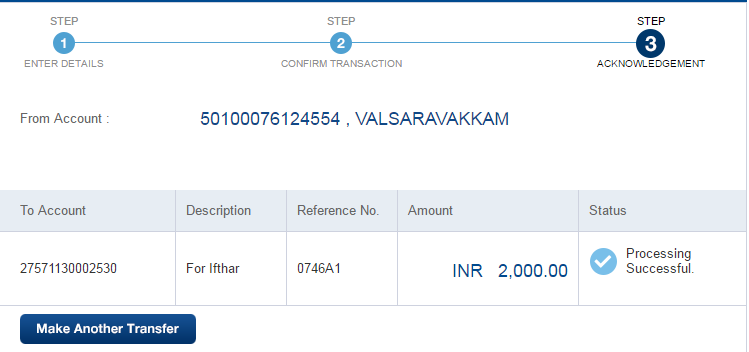 STEP STEP STEP
1 2 3
ENTER DETAILS CONFIRM TRANSACTION ACKNOWLEDGEMENT
From Account : 50100076124554 , VALSARAVAKKAM
To Account Description Reference No. Amount Status
27571130002530 For Ifthar 0746A1 INR 2,000.00 Processing
Successful.
Make Another Transfer